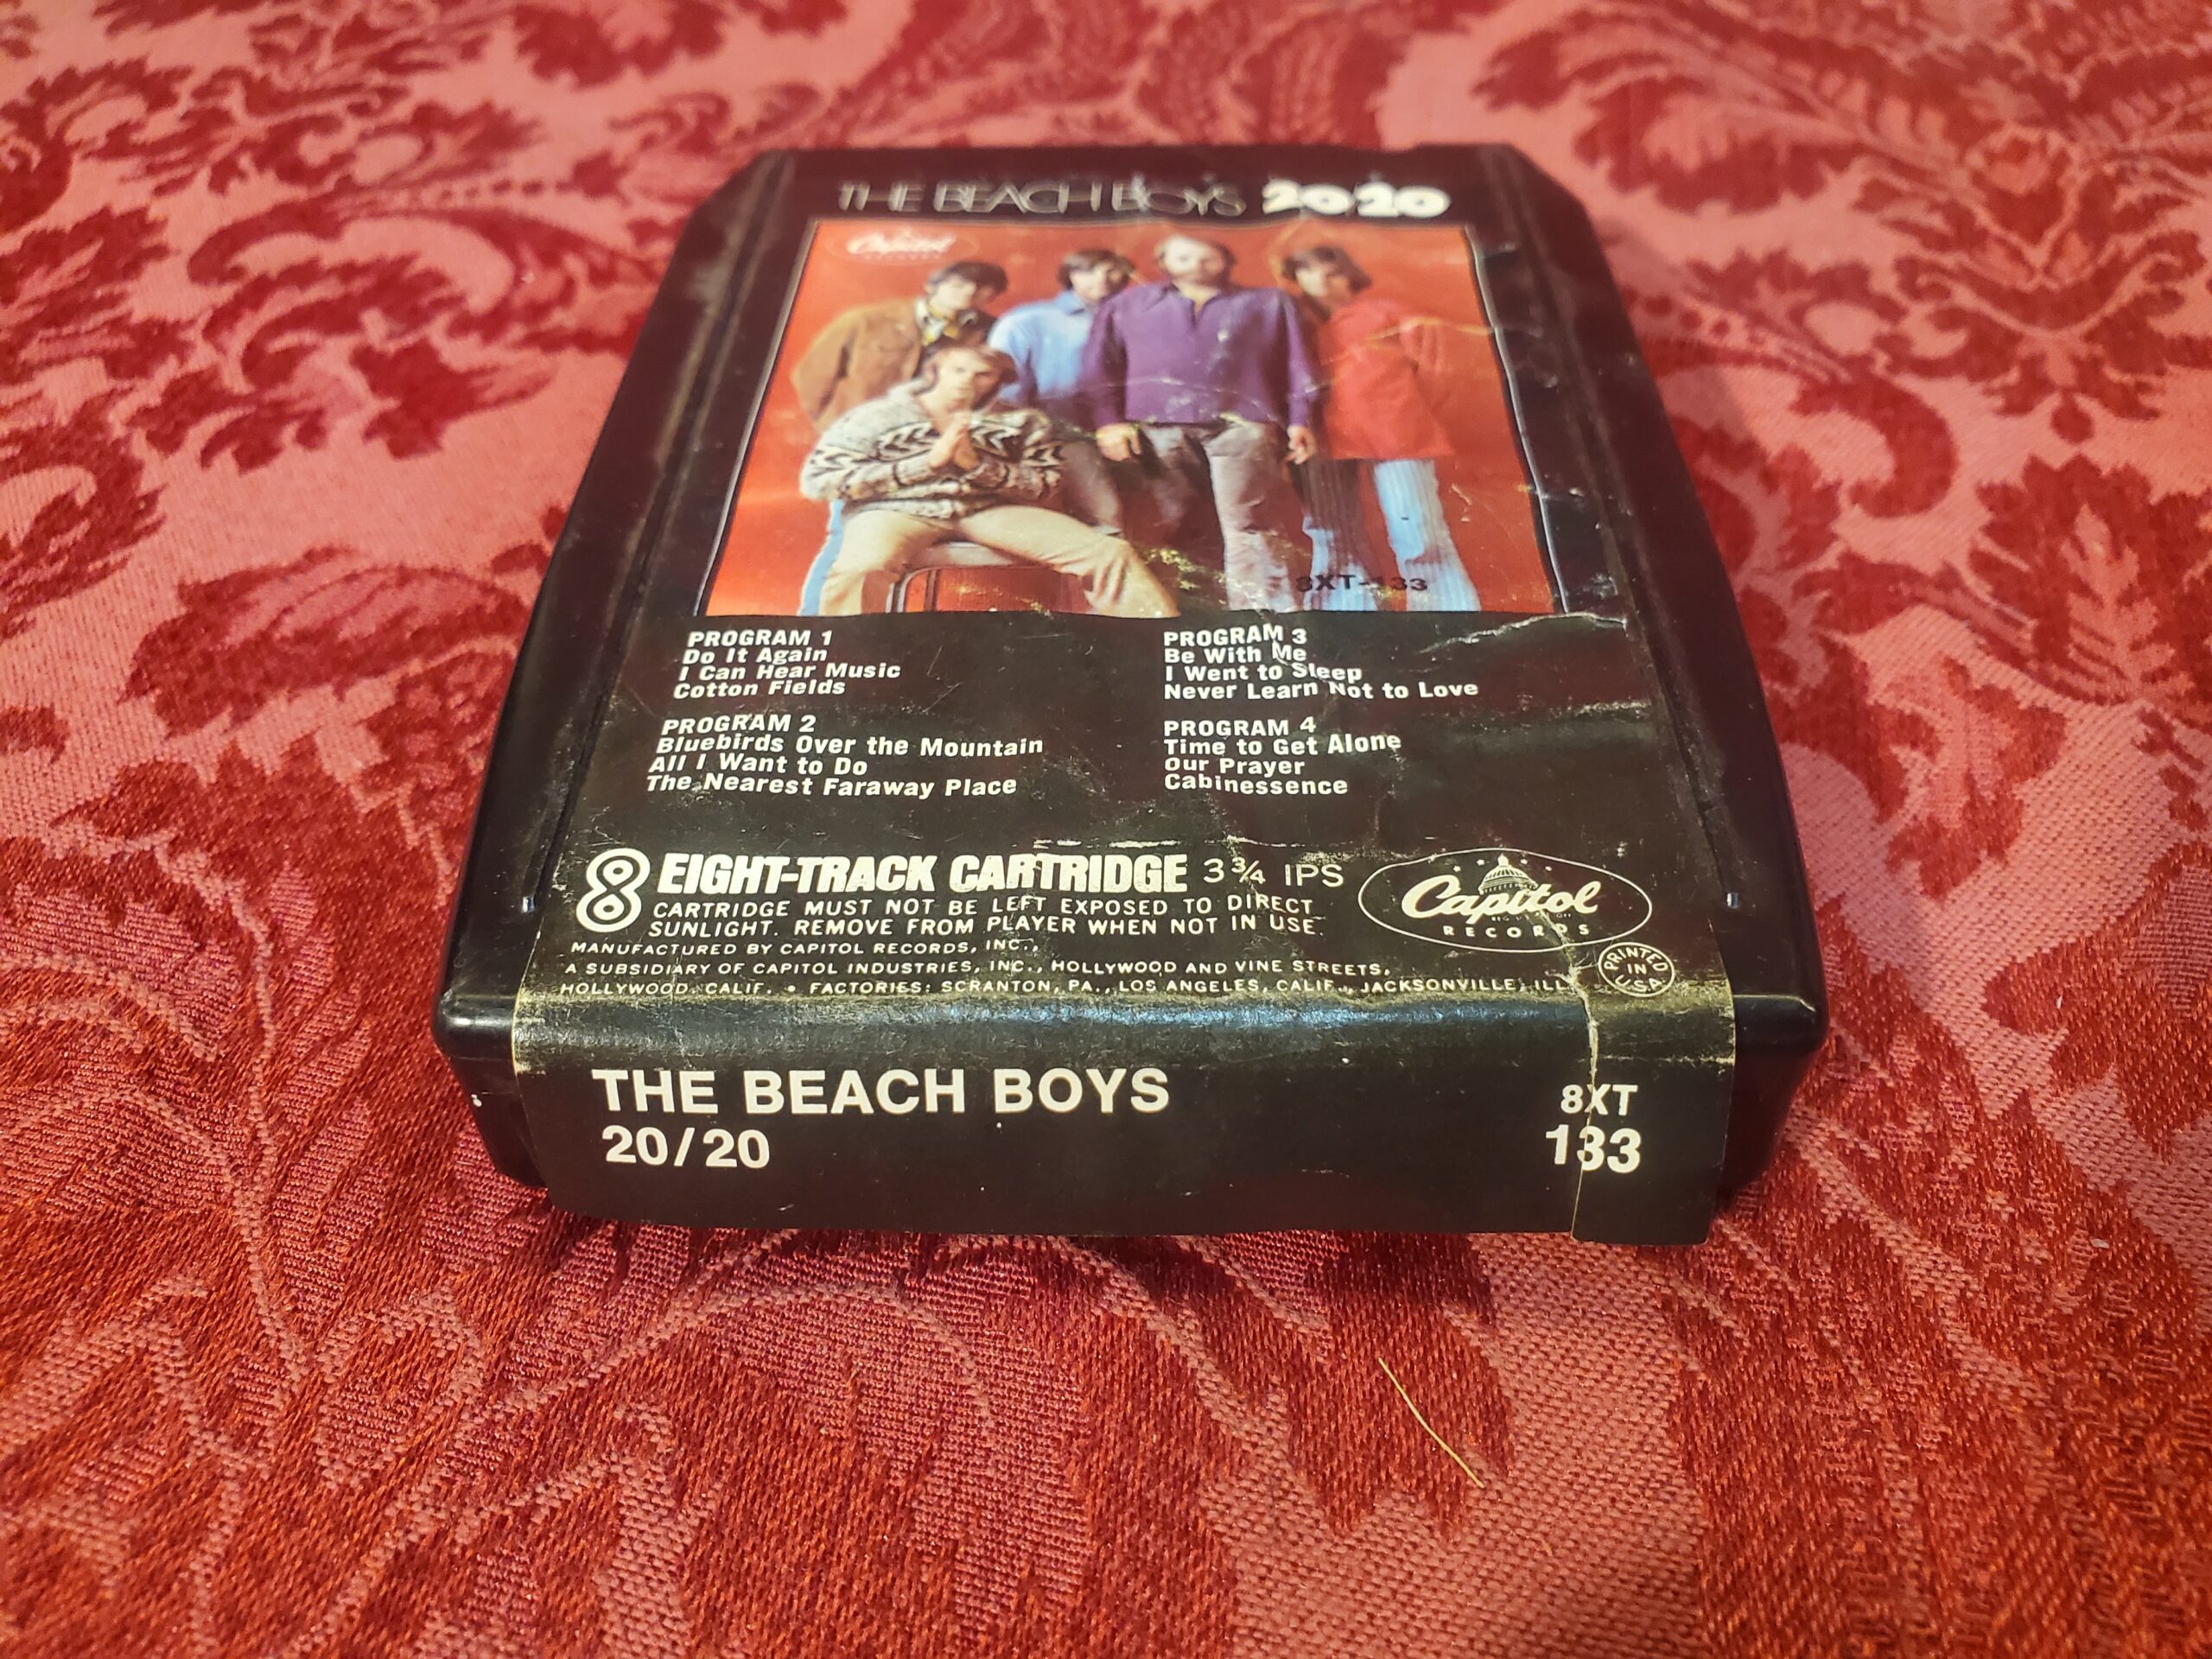 THE BEACH BOYS 20/20
Capitol
RECORDS
8XT-133
PROGRAM 1
Do It Again
I Can Hear Music
Cotton Fields
PROGRAM 2
Bluebirds Over the Mountain
All I Want to Do
The Nearest Faraway Place
PROGRAM 3
Be With Me
I Went to Sleep
Never Learn Not to Love
PROGRAM 4
Time to Get Alone
Our Prayer
Cabinessence
8 EIGHT-TRACK CARTRIDGE 3¾ IPS
CARTRIDGE MUST NOT BE LEFT EXPOSED TO DIRECT
SUNLIGHT. REMOVE FROM PLAYER WHEN NOT IN USE.
MANUFACTURED BY CAPITOL RECORDS, INC.,
A SUBSIDIARY OF CAPITOL INDUSTRIES, INC., HOLLYWOOD AND VINE STREETS,
HOLLYWOOD, CALIF. • FACTORIES: SCRANTON, PA., LOS ANGELES, CALIF., JACKSONVILLE, ILL.
Capitol
RECORDS
PRINTED
IN
U.S.A.
THE BEACH BOYS
20/20
8XT
133